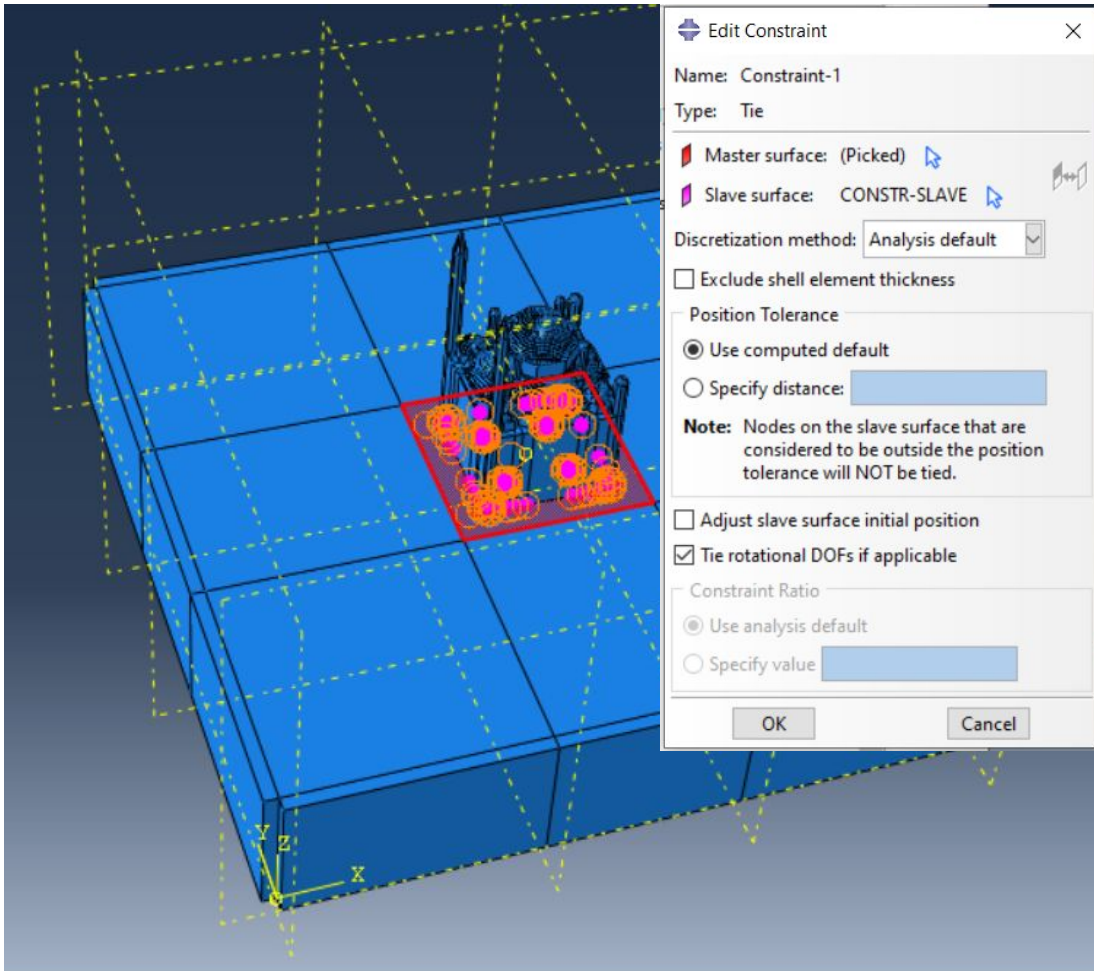 Edit Constraint
Name: Constraint-1
Type: Tie
Master surface: (Picked)
Slave surface: CONSTR-SLAVE
Discretization method: Analysis default
Exclude shell element thickness
Position Tolerance
Use computed default
Specify distance:
Note: Nodes on the slave surface that are
considered to be outside the position
tolerance will NOT be tied.
Adjust slave surface initial position
Tie rotational DOFs if applicable
Constraint Ratio
Use analysis default
Specify value
OK Cancel
Y Z
X